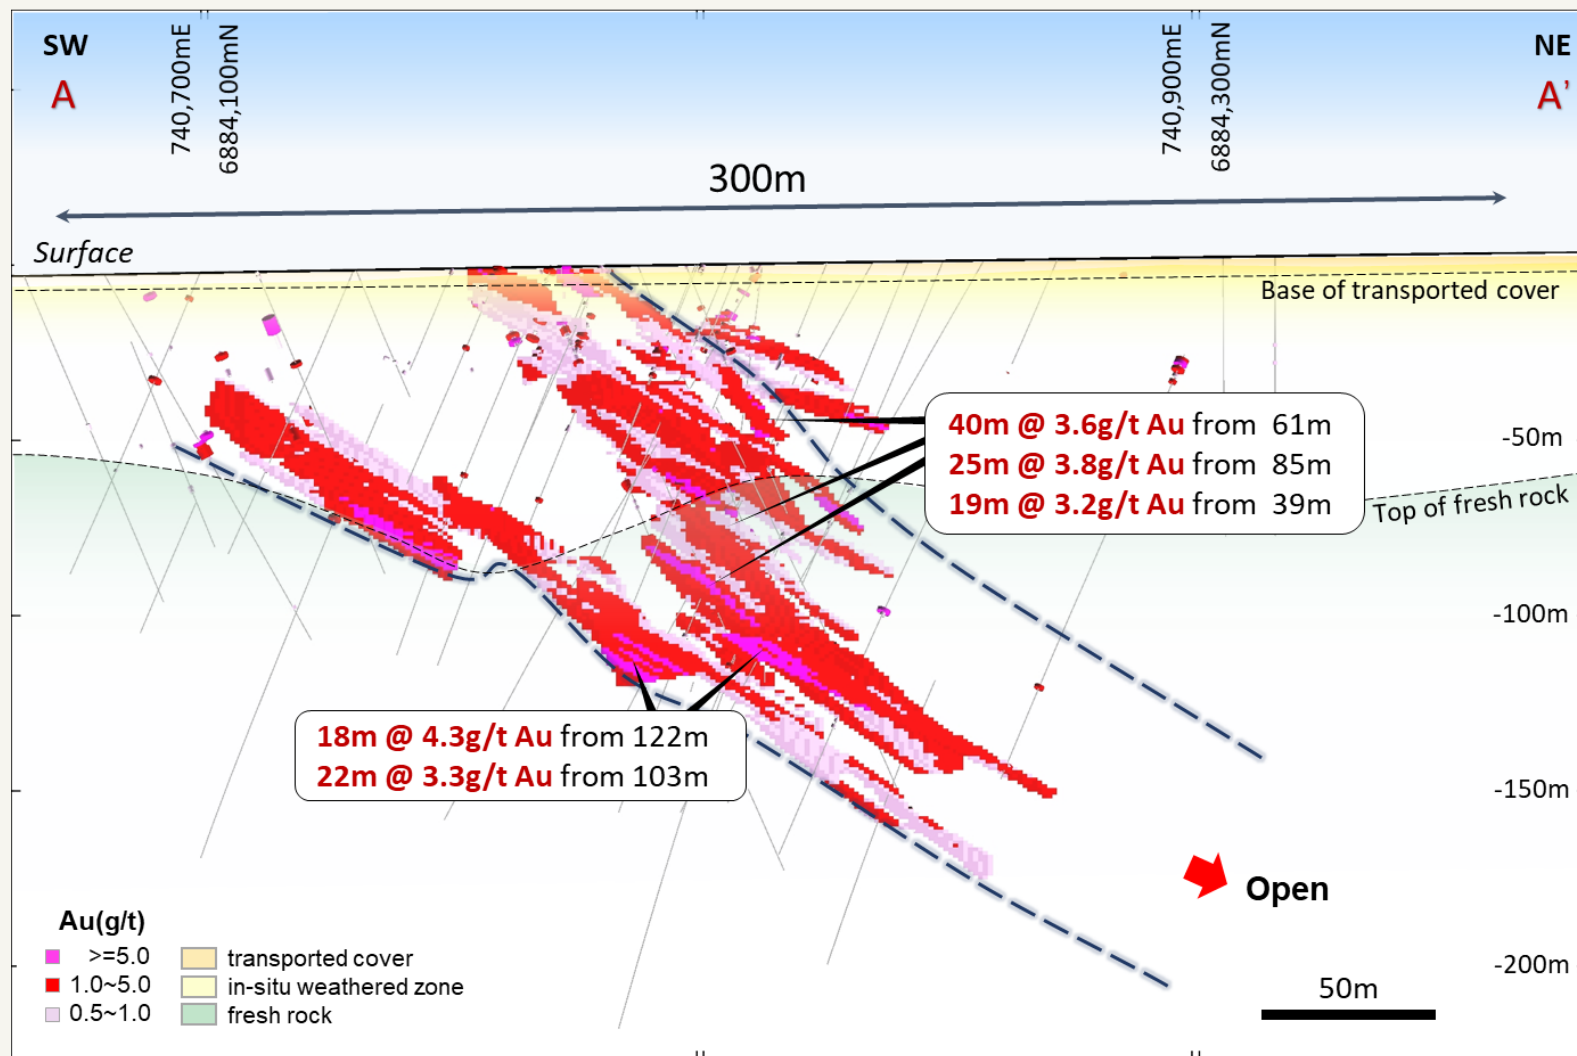 SW
A
740,700mE
6884,100mN
740,900mE
6884,300mN
NE
A’
300m
Surface
Base of transported cover
40m @ 3.6g/t Au from 61m
25m @ 3.8g/t Au from 85m
19m @ 3.2g/t Au from 39m
-50m
Top of fresh rock
-100m
18m @ 4.3g/t Au from 122m
22m @ 3.3g/t Au from 103m
-150m
Open
-200m
50m
Au(g/t)
>=5.0
1.0~5.0
0.5~1.0
transported cover
in-situ weathered zone
fresh rock